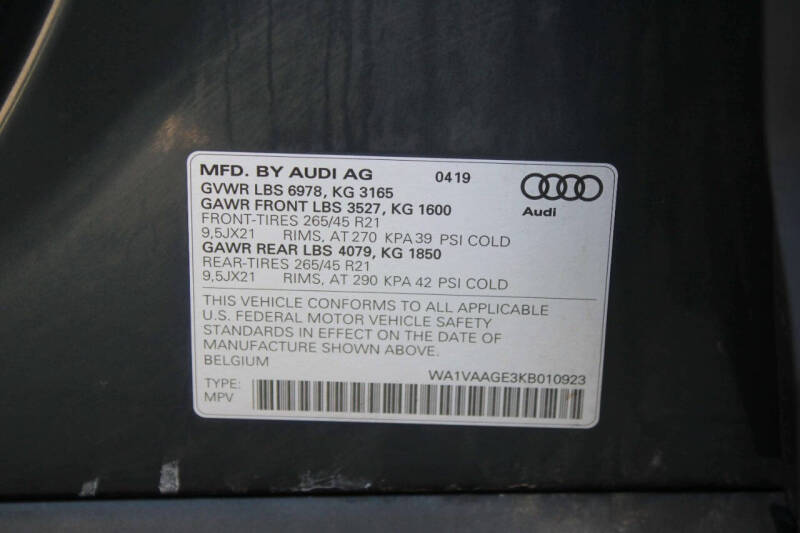 MFD. BY AUDI AG 0419
GVWR LBS 6978, KG 3165
GAWR FRONT LBS 3527, KG 1600
Audi
FRONT-TIRES 265/45 R21
9,5JX21 RIMS, AT 270 KPA 39 PSI COLD
GAWR REAR LBS 4079, KG 1850
REAR-TIRES 265/45 R21
9,5JX21 RIMS, AT 290 KPA 42 PSI COLD
THIS VEHICLE CONFORMS TO ALL APPLICABLE
U.S. FEDERAL MOTOR VEHICLE SAFETY
STANDARDS IN EFFECT ON THE DATE OF
MANUFACTURE SHOWN ABOVE.
BELGIUM WA1VAAGE3KB010923
TYPE:
MPV